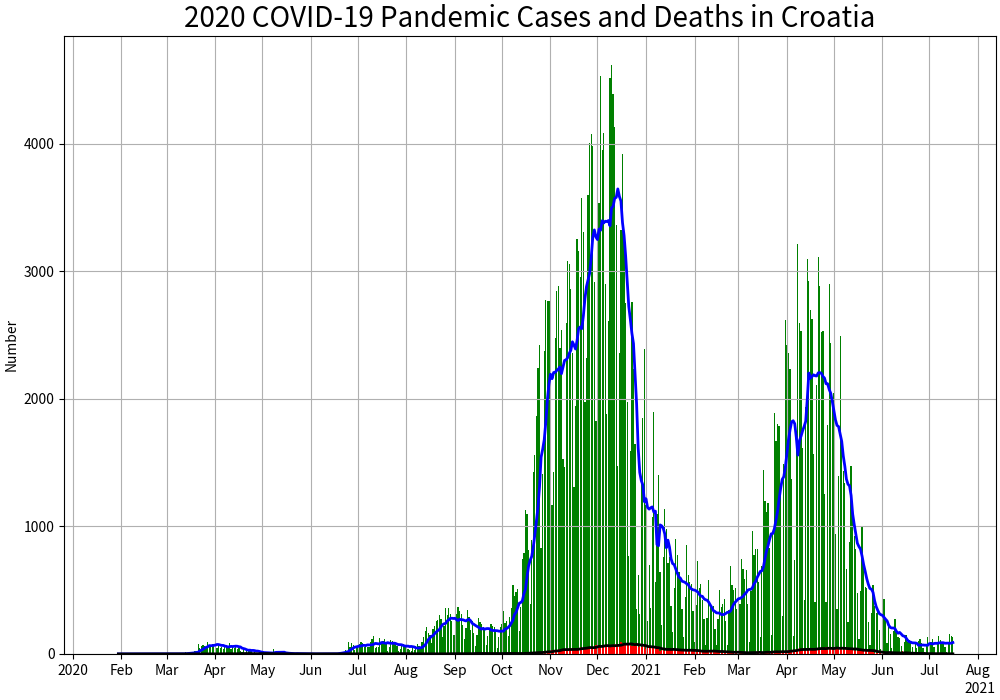 2020 COVID-19 Pandemic Cases and Deaths in Croatia
Number
4000
3000
2000
1000
0
2020 Feb Mar Apr May Jun Jul Aug Sep Oct Nov Dec 2021 Feb Mar Apr May Jun Jul Aug
2021